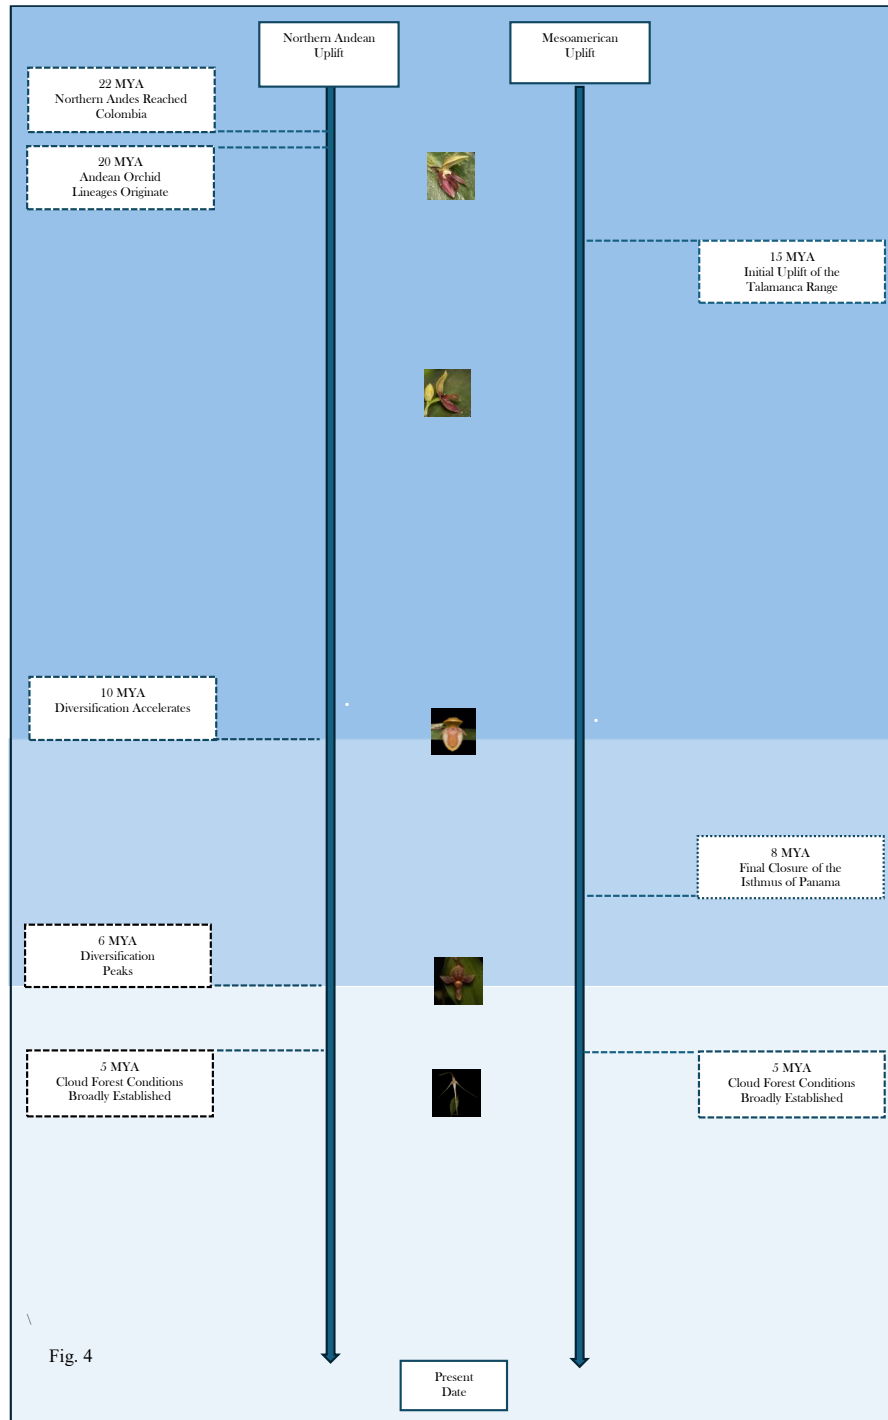 Northern Andean
Uplift
Mesoamerican
Uplift
22 MYA
Northern Andes Reached
Colombia
20 MYA
Andean Orchid
Lineages Originate
15 MYA
Initial Uplift of the
Talamanca Range
10 MYA
Diversification Accelerates
8 MYA
Final Closure of the
Isthmus of Panama
6 MYA
Diversification
Peaks
5 MYA
Cloud Forest Conditions
Broadly Established
5 MYA
Cloud Forest Conditions
Broadly Established
\
Fig. 4
Present
Date